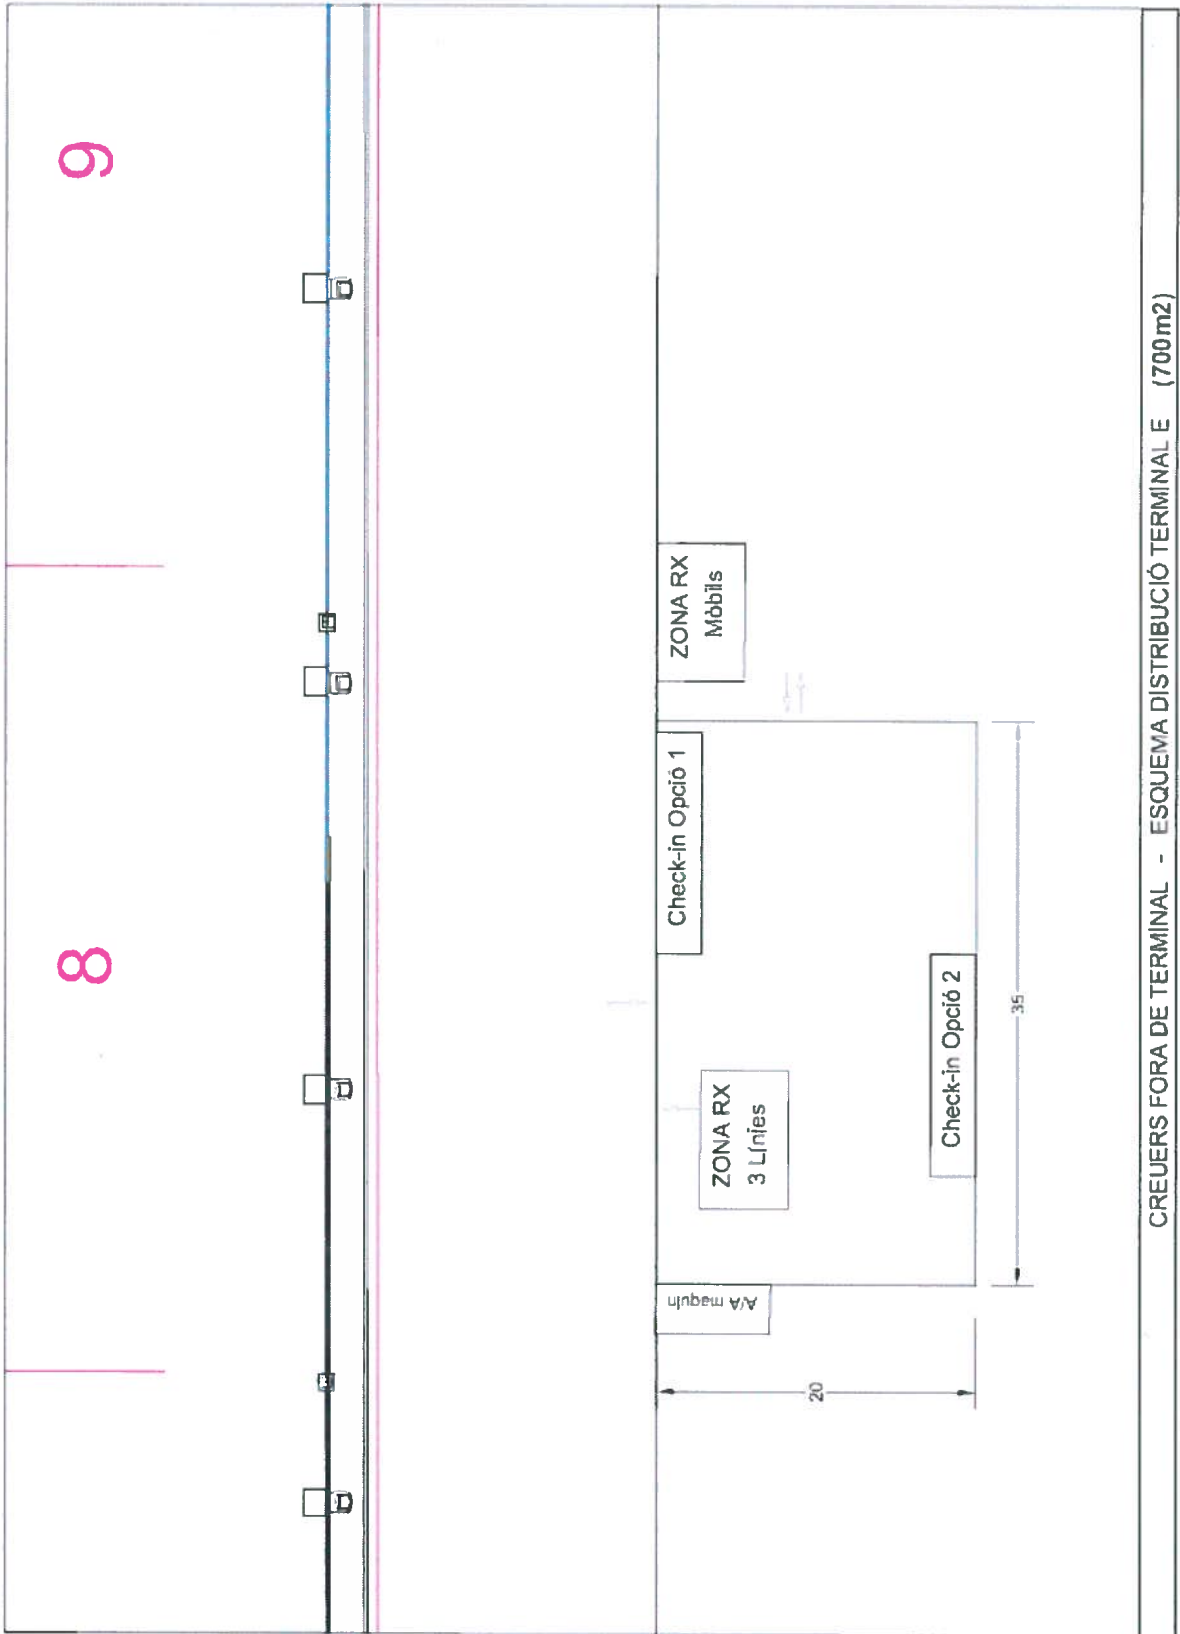 8
9
ZONA RX
Mòbils
Check-in Opció 1
ZONA RX
3 Línies
Check-in Opció 2
A/A maquin
20
35
CREUERS FORA DE TERMINAL - ESQUEMA DISTRIBUCIÓ TERMINAL E (700m2)